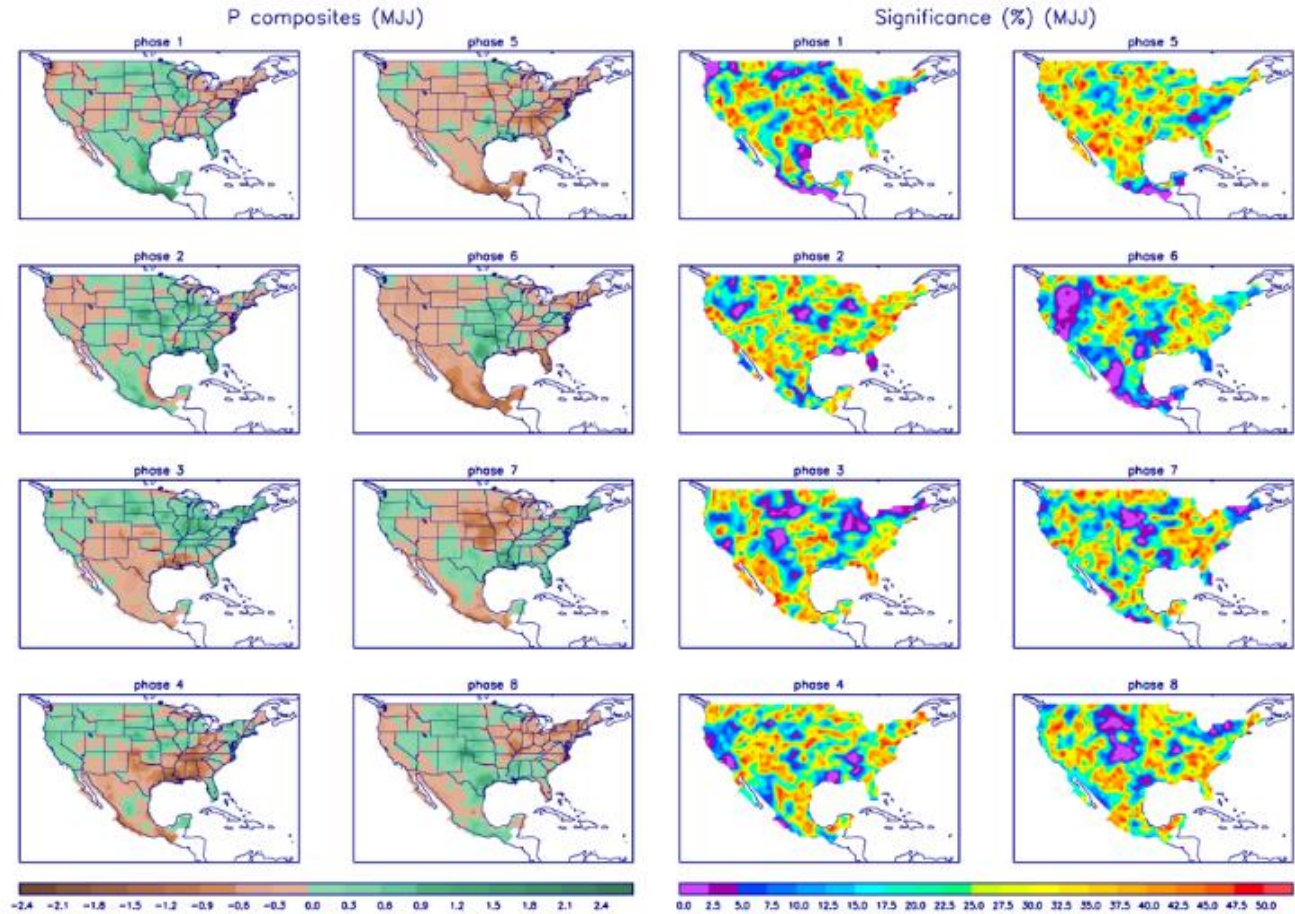 P composites (MJJ)
Significance (%) (MJJ)
phase 1
phase 5
phase 1
phase 5
phase 2
phase 6
phase 2
phase 6
phase 3
phase 7
phase 3
phase 7
phase 4
phase 8
phase 4
phase 8
-2.4 -2.1 -1.8 -1.5 -1.2 -0.9 -0.6 -0.3 0.0 0.3 0.6 0.9 1.2 1.5 1.8 2.1 2.4
0.0 2.5 5.0 7.5 10.0 12.5 15.0 17.5 20.0 22.5 25.0 27.5 30.0 32.5 35.0 37.5 40.0 42.5 45.0 47.5 50.0